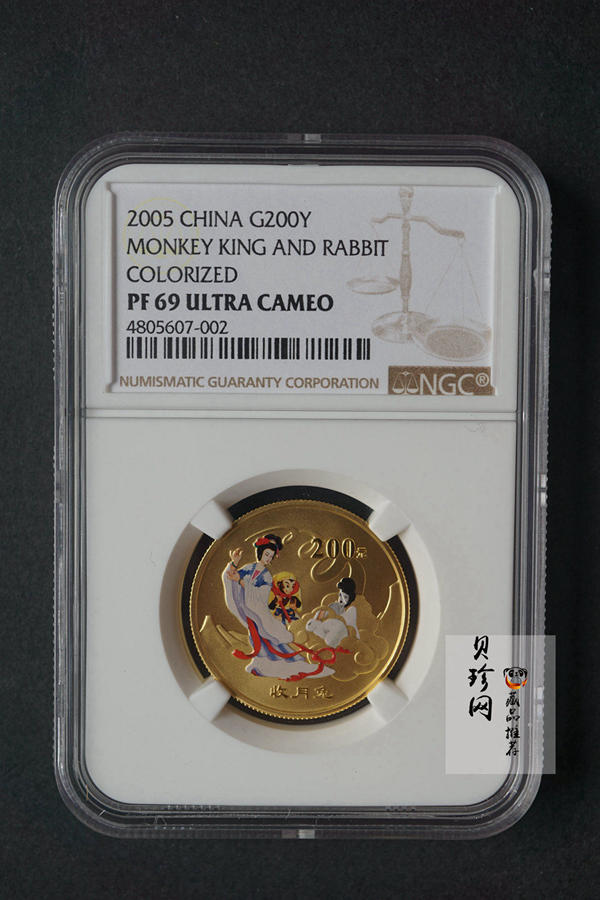 2005 CHINA G200Y
MONKEY KING AND RABBIT
COLORIZED
PF 69 ULTRA CAMEO
4805607-002
NUMISMATIC GUARANTY CORPORATION
NGC®
200元
收月兔
贝珍网
藏品推荐